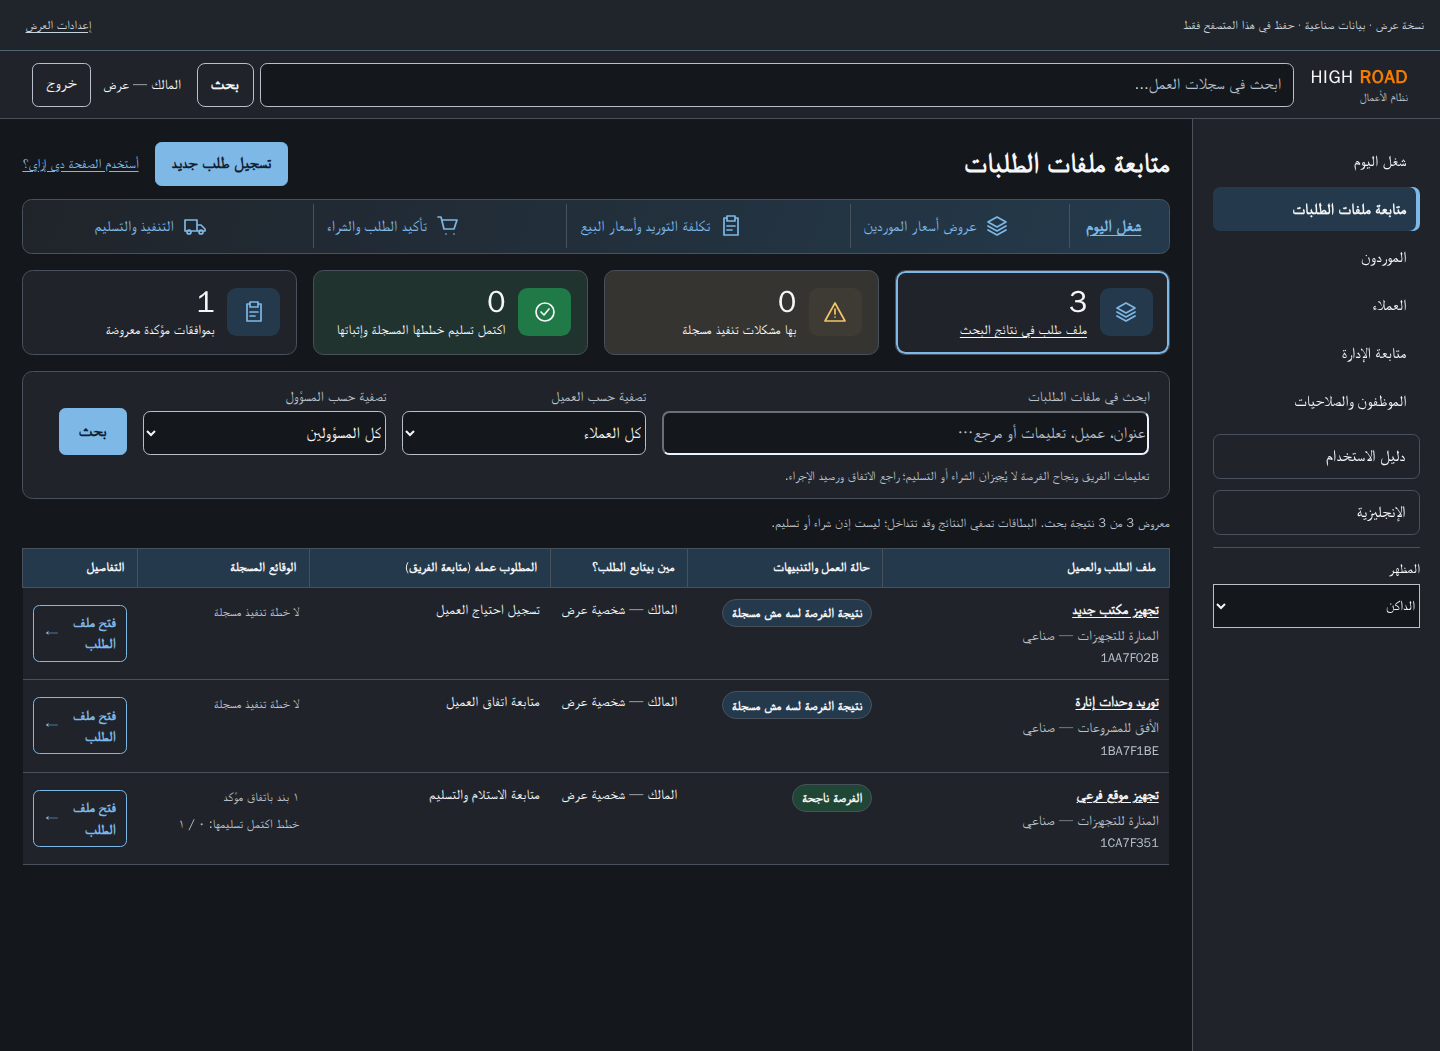 نسخة عرض · بيانات صناعية · حفظ في هذا المتصفح فقط
إعدادات العرض
HIGH ROAD
نظام الأعمال
ابحث في سجلات العمل...
بحث
المالك — عرض
خروج
شغل اليوم
متابعة ملفات الطلبات
الموردون
العملاء
متابعة الإدارة
الموظفون والصلاحيات
دليل الاستخدام
الإنجليزية
المظهر
الداكن
متابعة ملفات الطلبات
تسجيل طلب جديد
أستخدم الصفحة دي إزاي؟
شغل اليوم
عروض أسعار الموردين
تكلفة التوريد وأسعار البيع
تأكيد الطلب والشراء
التنفيذ والتسليم
3
ملف طلب في نتائج البحث
0
بها مشكلات تنفيذ مسجلة
0
اكتمل تسليم خططها المسجلة وإثباتها
1
بموافقات مؤكدة معروضة
ابحث في ملفات الطلبات
عنوان، عميل، تعليمات أو مرجع…
تصفية حسب العميل
كل العملاء
تصفية حسب المسؤول
كل المسؤولين
بحث
تعليمات الفريق ونجاح الفرصة لا يُجيزان الشراء أو التسليم؛ راجع الاتفاق ورصيد الإجراء.
معروض 3 من 3 نتيجة بحث. البطاقات تصفي النتائج وقد تتداخل؛ ليست إذن شراء أو تسليم.
ملف الطلب والعميل
حالة العمل والتنبيهات
مين بيتابع الطلب؟
المطلوب عمله (متابعة الفريق)
الوقائع المسجلة
التفاصيل
تجهيز مكتب جديد
المنارة للتجهيزات — صناعي
1AA7F02B
نتيجة الفرصة لسه مش مسجلة
المالك — شخصية عرض
تسجيل احتياج العميل
لا خطة تنفيذ مسجلة
فتح ملف الطلب ←
توريد وحدات إنارة
الأفق للمشروعات — صناعي
1BA7F1BE
نتيجة الفرصة لسه مش مسجلة
المالك — شخصية عرض
متابعة اتفاق العميل
لا خطة تنفيذ مسجلة
فتح ملف الطلب ←
تجهيز موقع فرعي
المنارة للتجهيزات — صناعي
1CA7F351
الفرصة ناجحة
المالك — شخصية عرض
متابعة الاستلام والتسليم
١ بند باتفاق مؤكد
خطط اكتمل تسليمها: ٠ / ١
فتح ملف الطلب ←